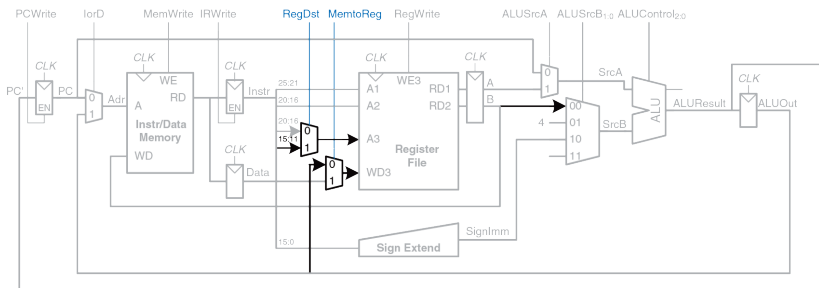 PCWrite IorD MemWrite IRWrite RegDst MemtoReg RegWrite ALUSrcA ALUSrcB1:0 ALUControl2:0
CLK CLK CLK CLK CLK CLK
PC' PC EN 0 1 Adr A WE RD Instr/Data Memory WD
EN Instr
CLK Data
25:21 A1
20:16 A2
20:16 0
15:11 1 A3
0 1 WD3
WE3 RD1 RD2 Register File
A
B
0 1 SrcA
00
4 01
10
11
SrcB
ALU ALUResult ALUOut
15:0 Sign Extend SignImm